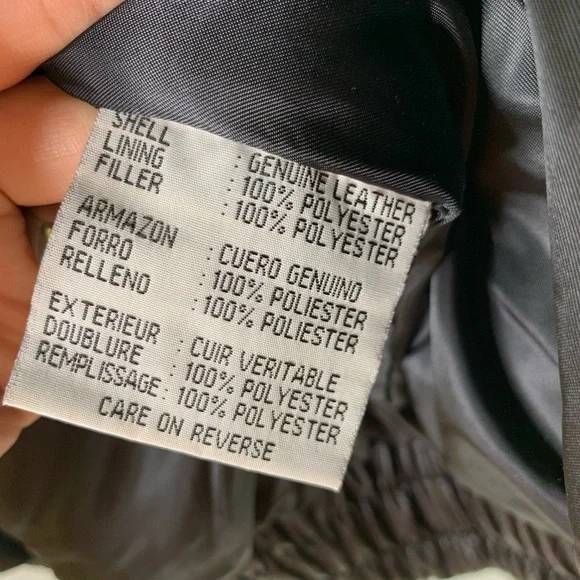 SHELL : GENUINE LEATHER
LINING : 100% POLYESTER
FILLER : 100% POLYESTER
ARMAZON : CUERO GENUINO
FORRO : 100% POLIESTER
RELLENO : 100% POLIESTER
EXTERIEUR : CUIR VERITABLE
DOUBLURE : 100% POLYESTER
REMPLISSAGE : 100% POLYESTER
CARE ON REVERSE